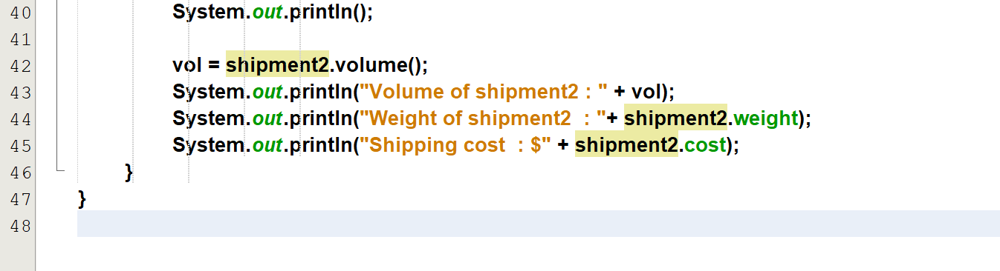 40 System.out.println();
41
42 vol = shipment2.volume();
43 System.out.println("Volume of shipment2 : " + vol);
44 System.out.println("Weight of shipment2  : "+ shipment2.weight);
45 System.out.println("Shipping cost  : $" + shipment2.cost);
46 }
47 }
48